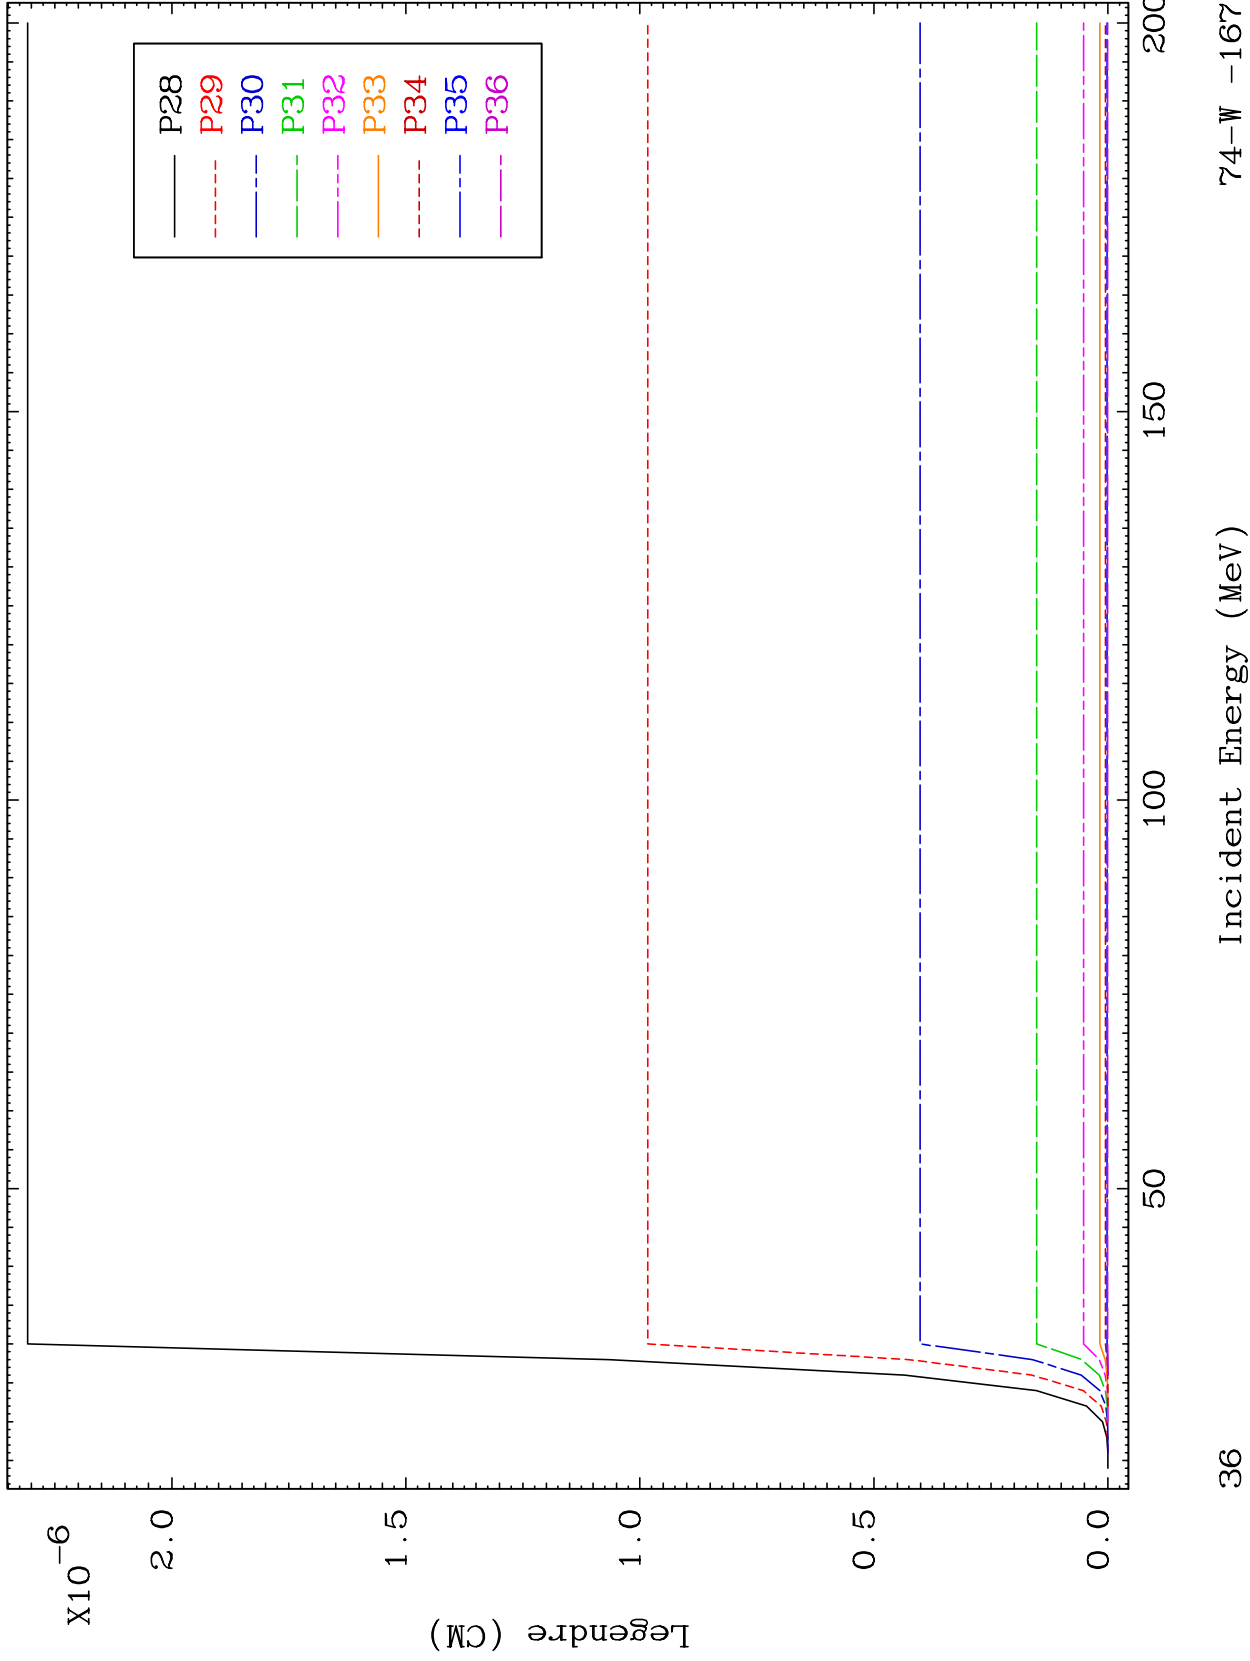 X10-6
2.0
1.5
1.0
0.5
0.0
Legendre (CM)
P28
P29
P30
P31
P32
P33
P34
P35
P36
50
100
150
200
Incident Energy (MeV)
36
74-W -167